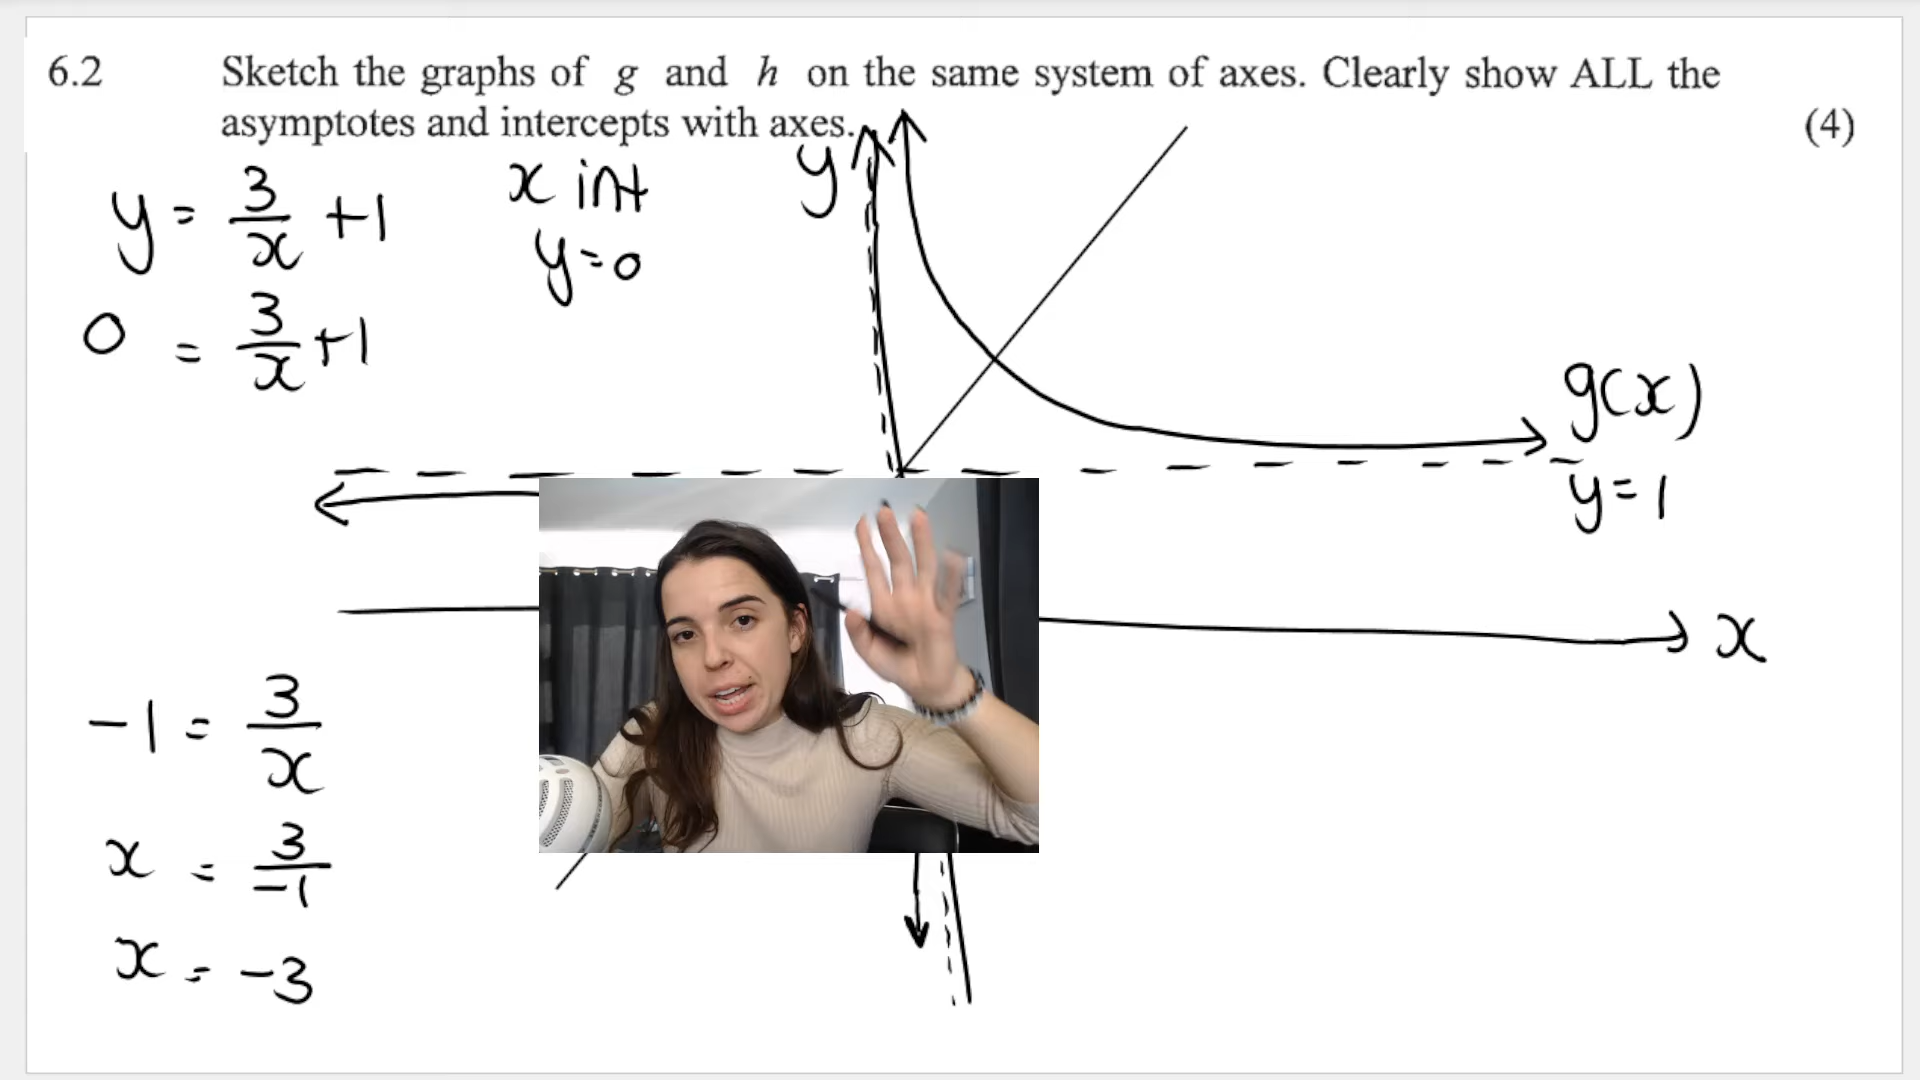 6.2 Sketch the graphs of g and h on the same system of axes. Clearly show ALL the
asymptotes and intercepts with axes. (4)
y = 3/x + 1
x int
y = 0
0 = 3/x + 1
y
g(x)
y = 1
x
-1 = 3/x
x = 3/-1
x = -3